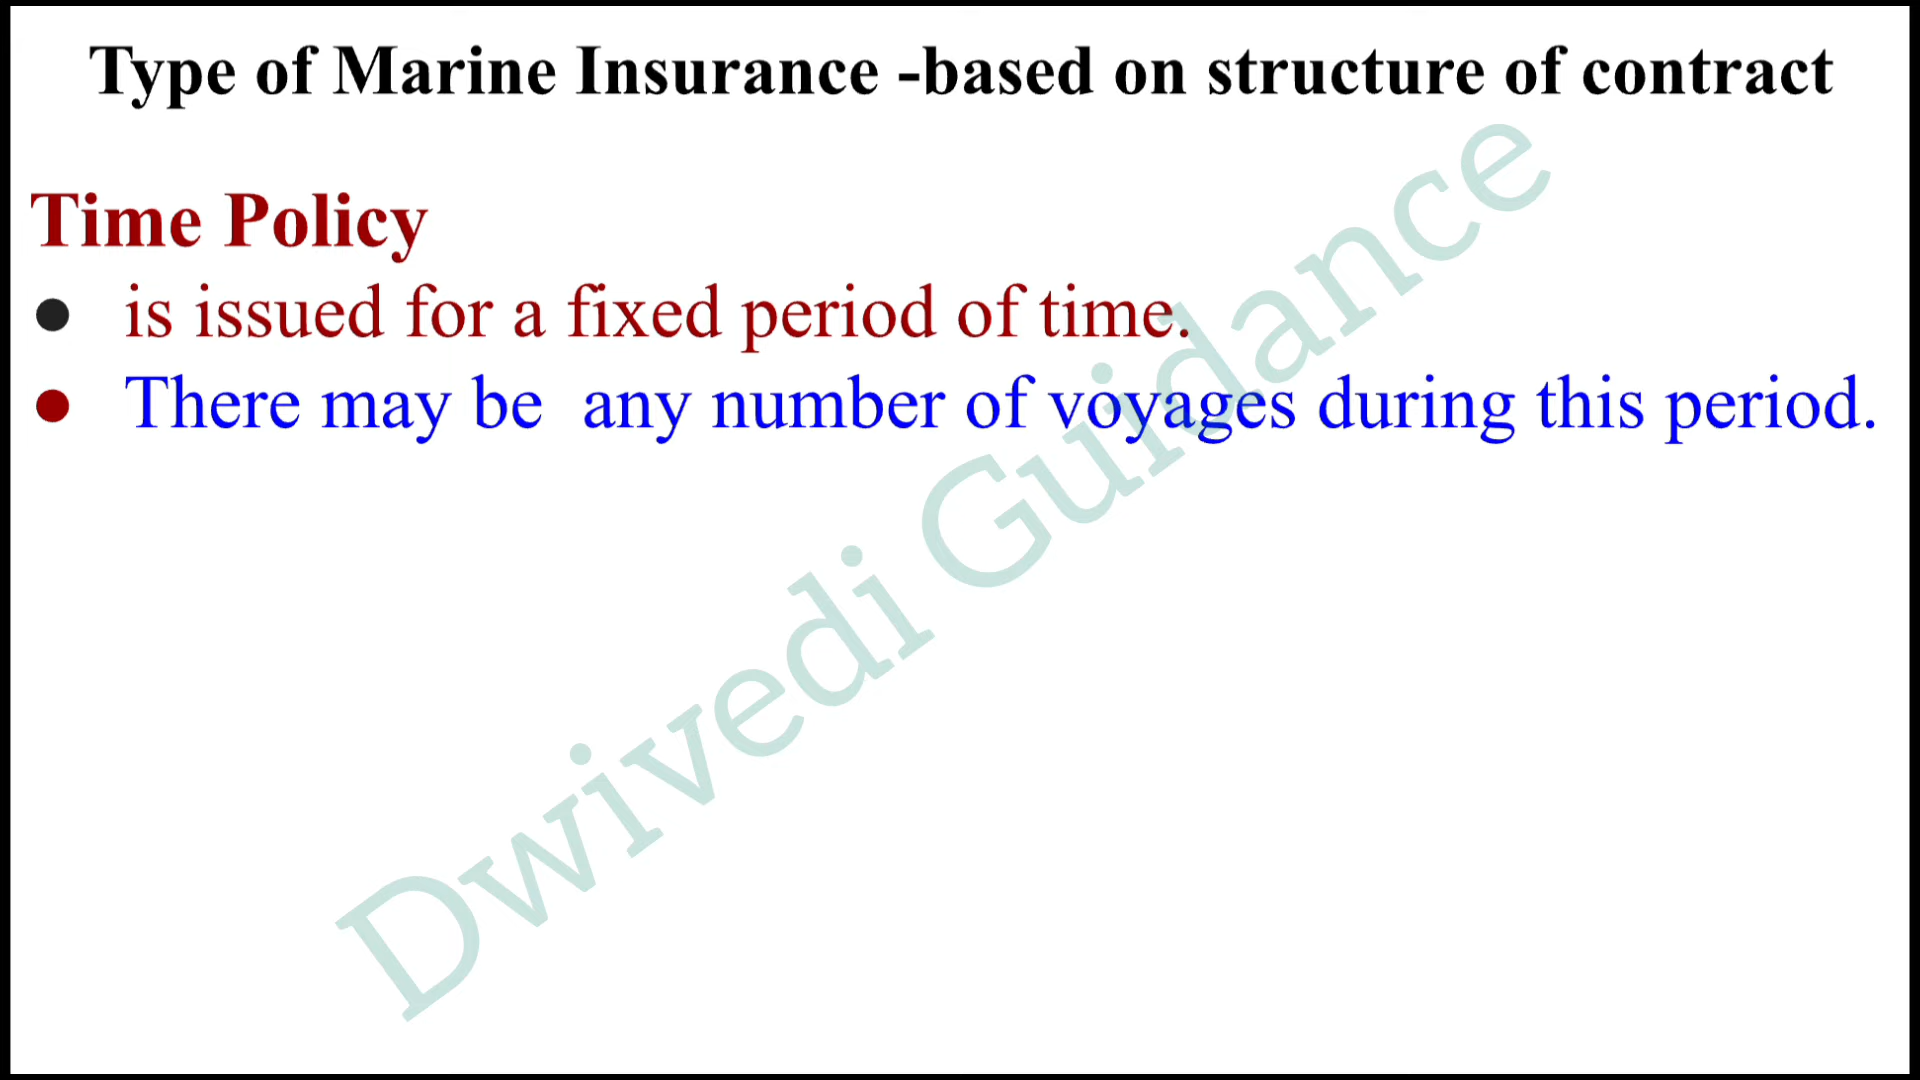 Type of Marine Insurance -based on structure of contract
Time Policy
● is issued for a fixed period of time.
● There may be  any number of voyages during this period.
Dwivedi Guidance